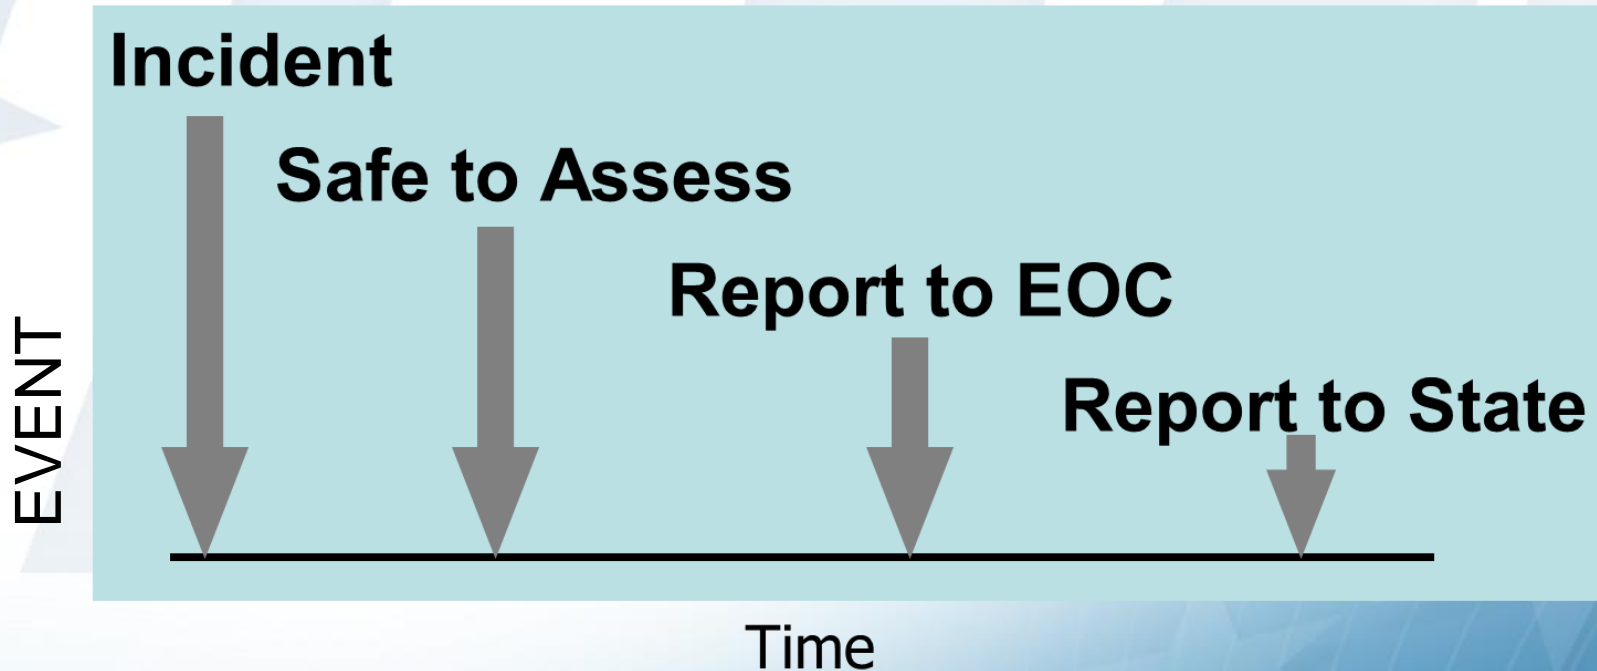 Incident
Safe to Assess
Report to EOC
Report to State
EVENT
Time